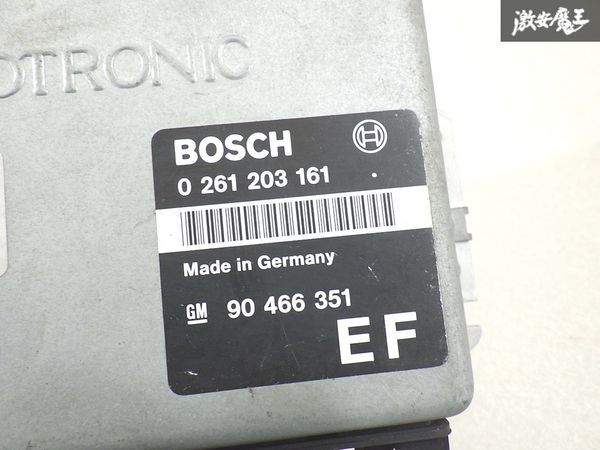 激安魔王
OTRONIC
BOSCH
0 261 203 161
Made in Germany
GM 90 466 351
EF